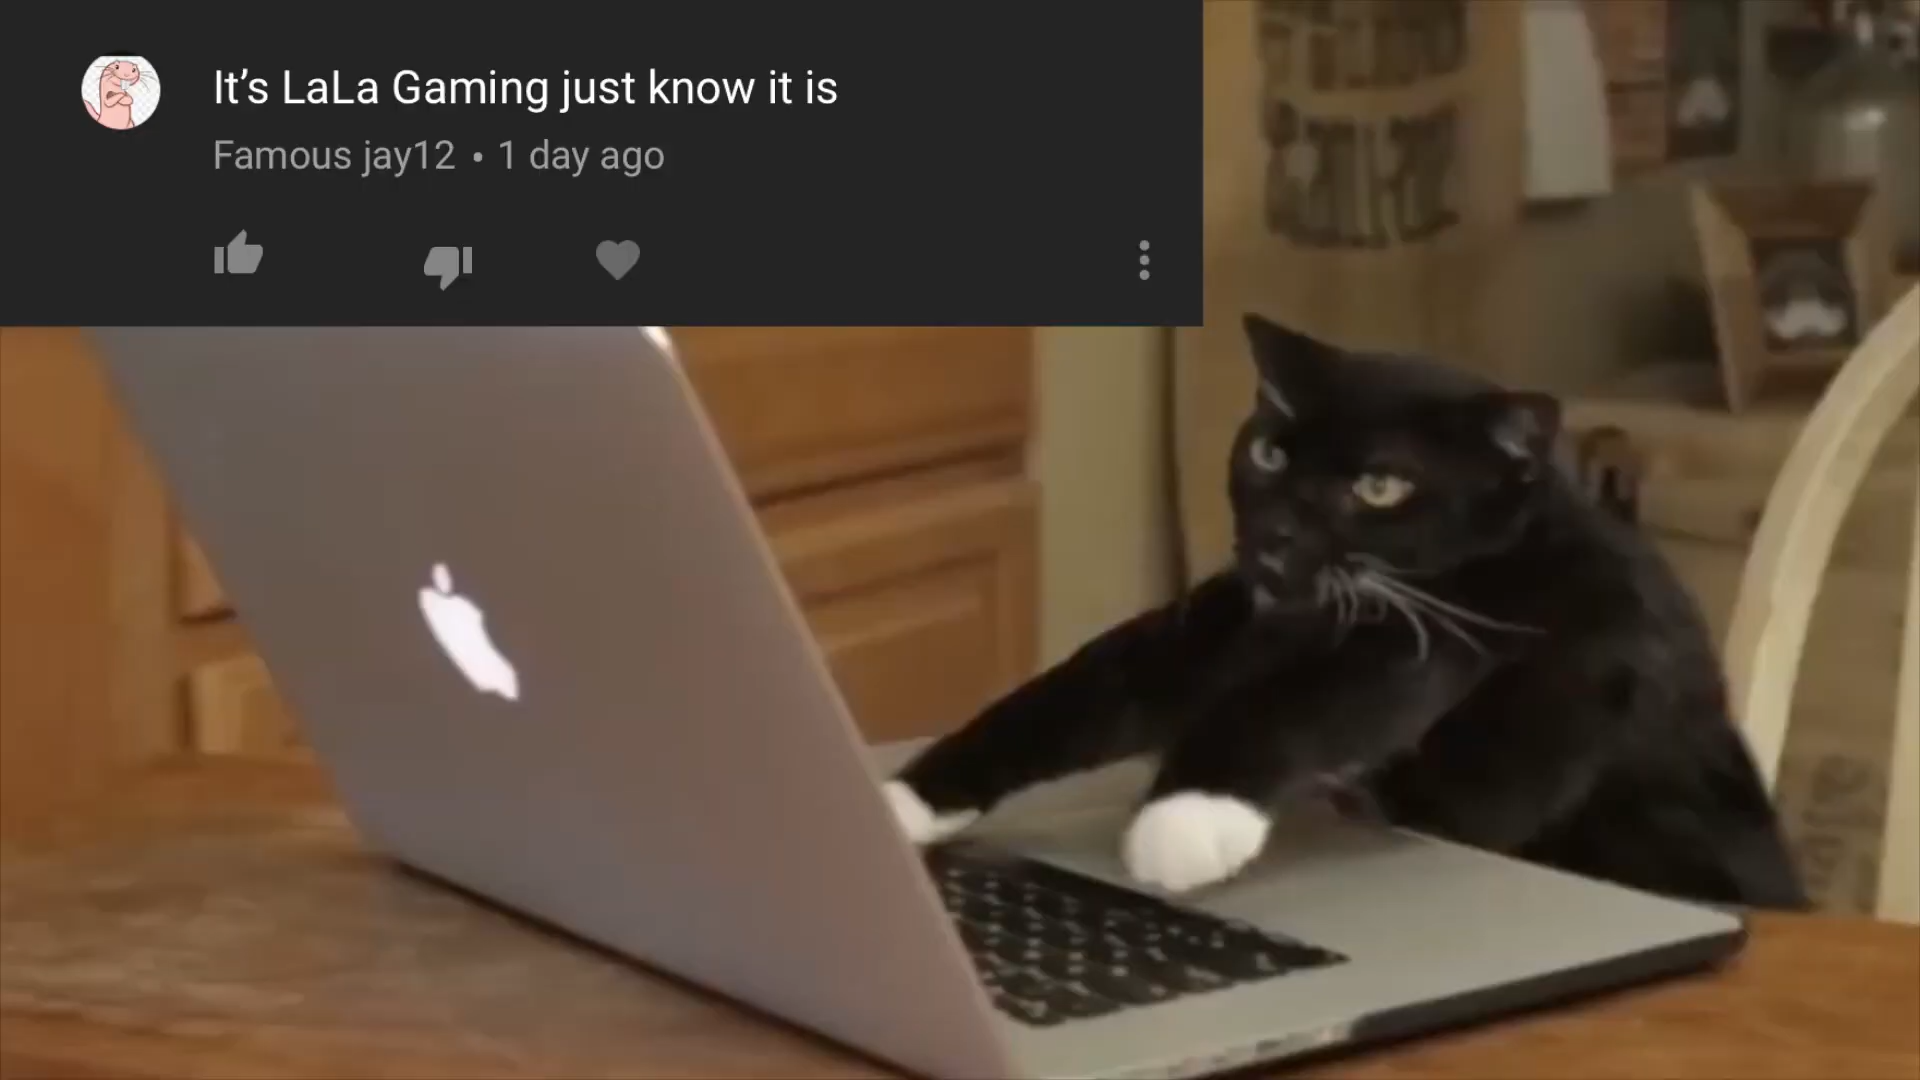 It’s LaLa Gaming just know it is
Famous jay12 • 1 day ago